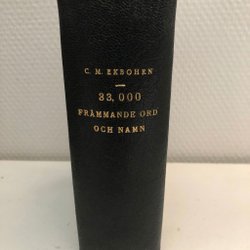 C. M. EKBOHRN
33,000
FRÄMMANDE ORD
OCH NAMN